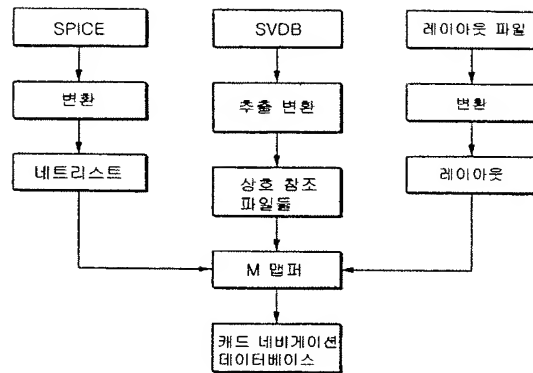 SPICE
SVDB
레이아웃 파일
변환
추출 변환
변환
네트리스트
상호 참조
파일들
레이아웃
M 맵퍼
캐드 네비게이션
데이터베이스